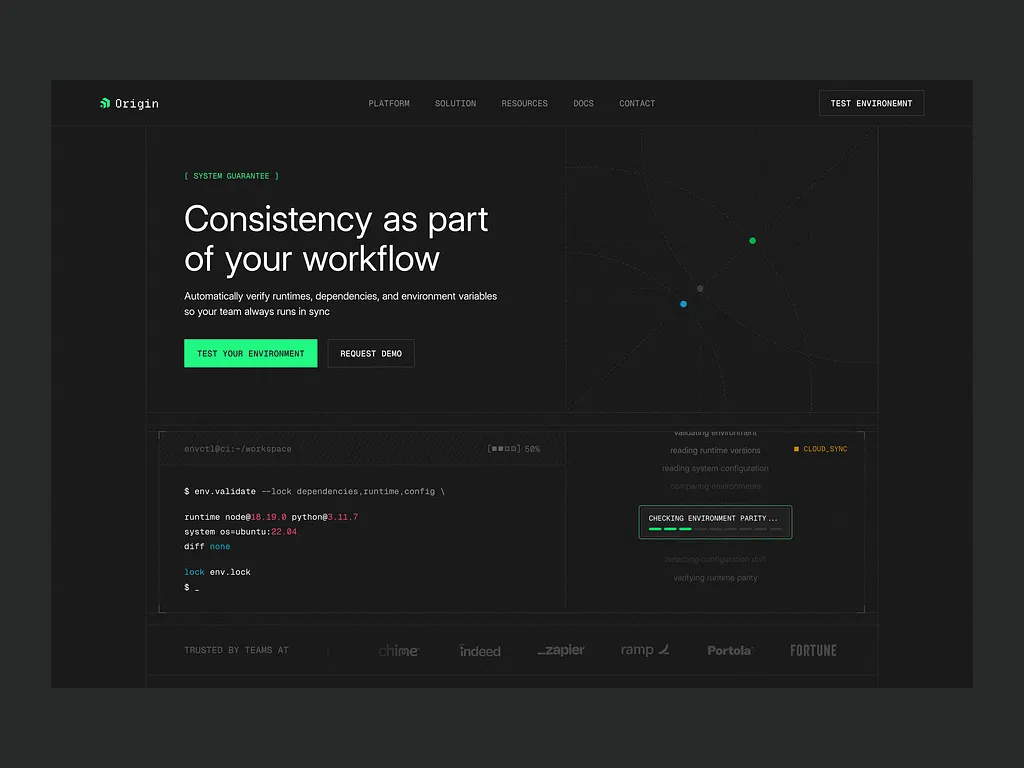 Origin
PLATFORM SOLUTION RESOURCES DOCS CONTACT
TEST ENVIRONEMNT
[ SYSTEM GUARANTEE ]
Consistency as part
of your workflow
Automatically verify runtimes, dependencies, and environment variables
so your team always runs in sync
TEST YOUR ENVIRONMENT
REQUEST DEMO
envctl@ci:~/workspace
50%
$ env.validate --lock dependencies,runtime,config \
runtime node@18.19.0 python@3.11.7
system os=ubuntu:22.04
diff none
lock env.lock
$ _
validating environment
reading runtime versions
reading system configuration
comparing environments
CLOUD_SYNC
CHECKING ENVIRONMENT PARITY...
detecting configuration drift
verifying runtime parity
TRUSTED BY TEAMS AT
chime
indeed
_zapier
ramp
Portola
FORTUNE